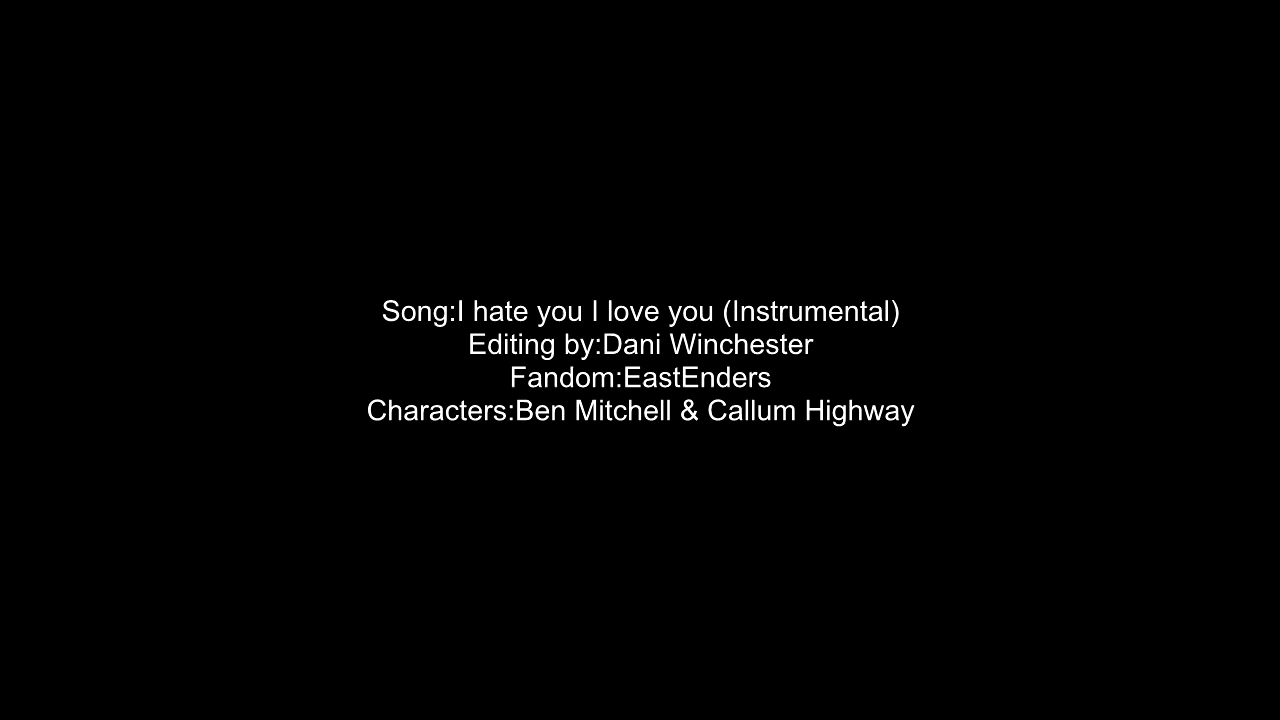 Song:I hate you I love you (Instrumental)
Editing by:Dani Winchester
Fandom:EastEnders
Characters:Ben Mitchell & Callum Highway